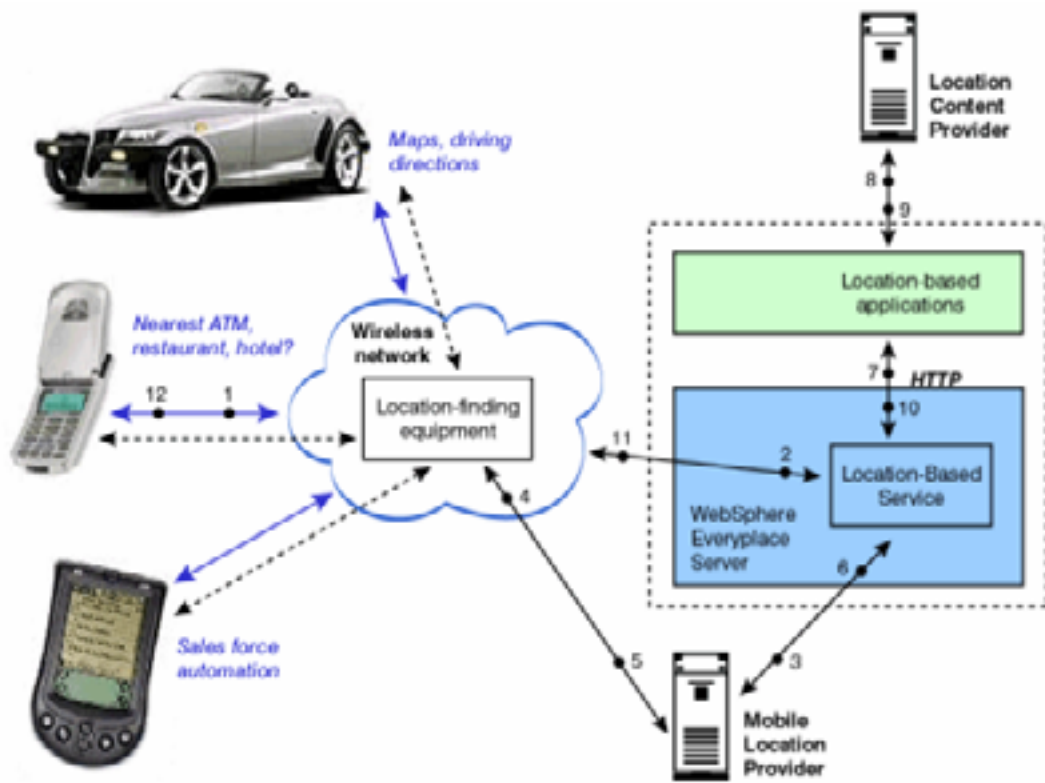 Location
Content
Provider
Maps, driving
directions
8
9
Location-based
applications
Nearest ATM,
restaurant, hotel?
Wireless
network
7
HTTP
12
1
Location-finding
equipment
10
11
2
Location-Based
Service
4
WebSphere
Everyplace
Server
6
Sales force
automation
5
3
Mobile
Location
Provider